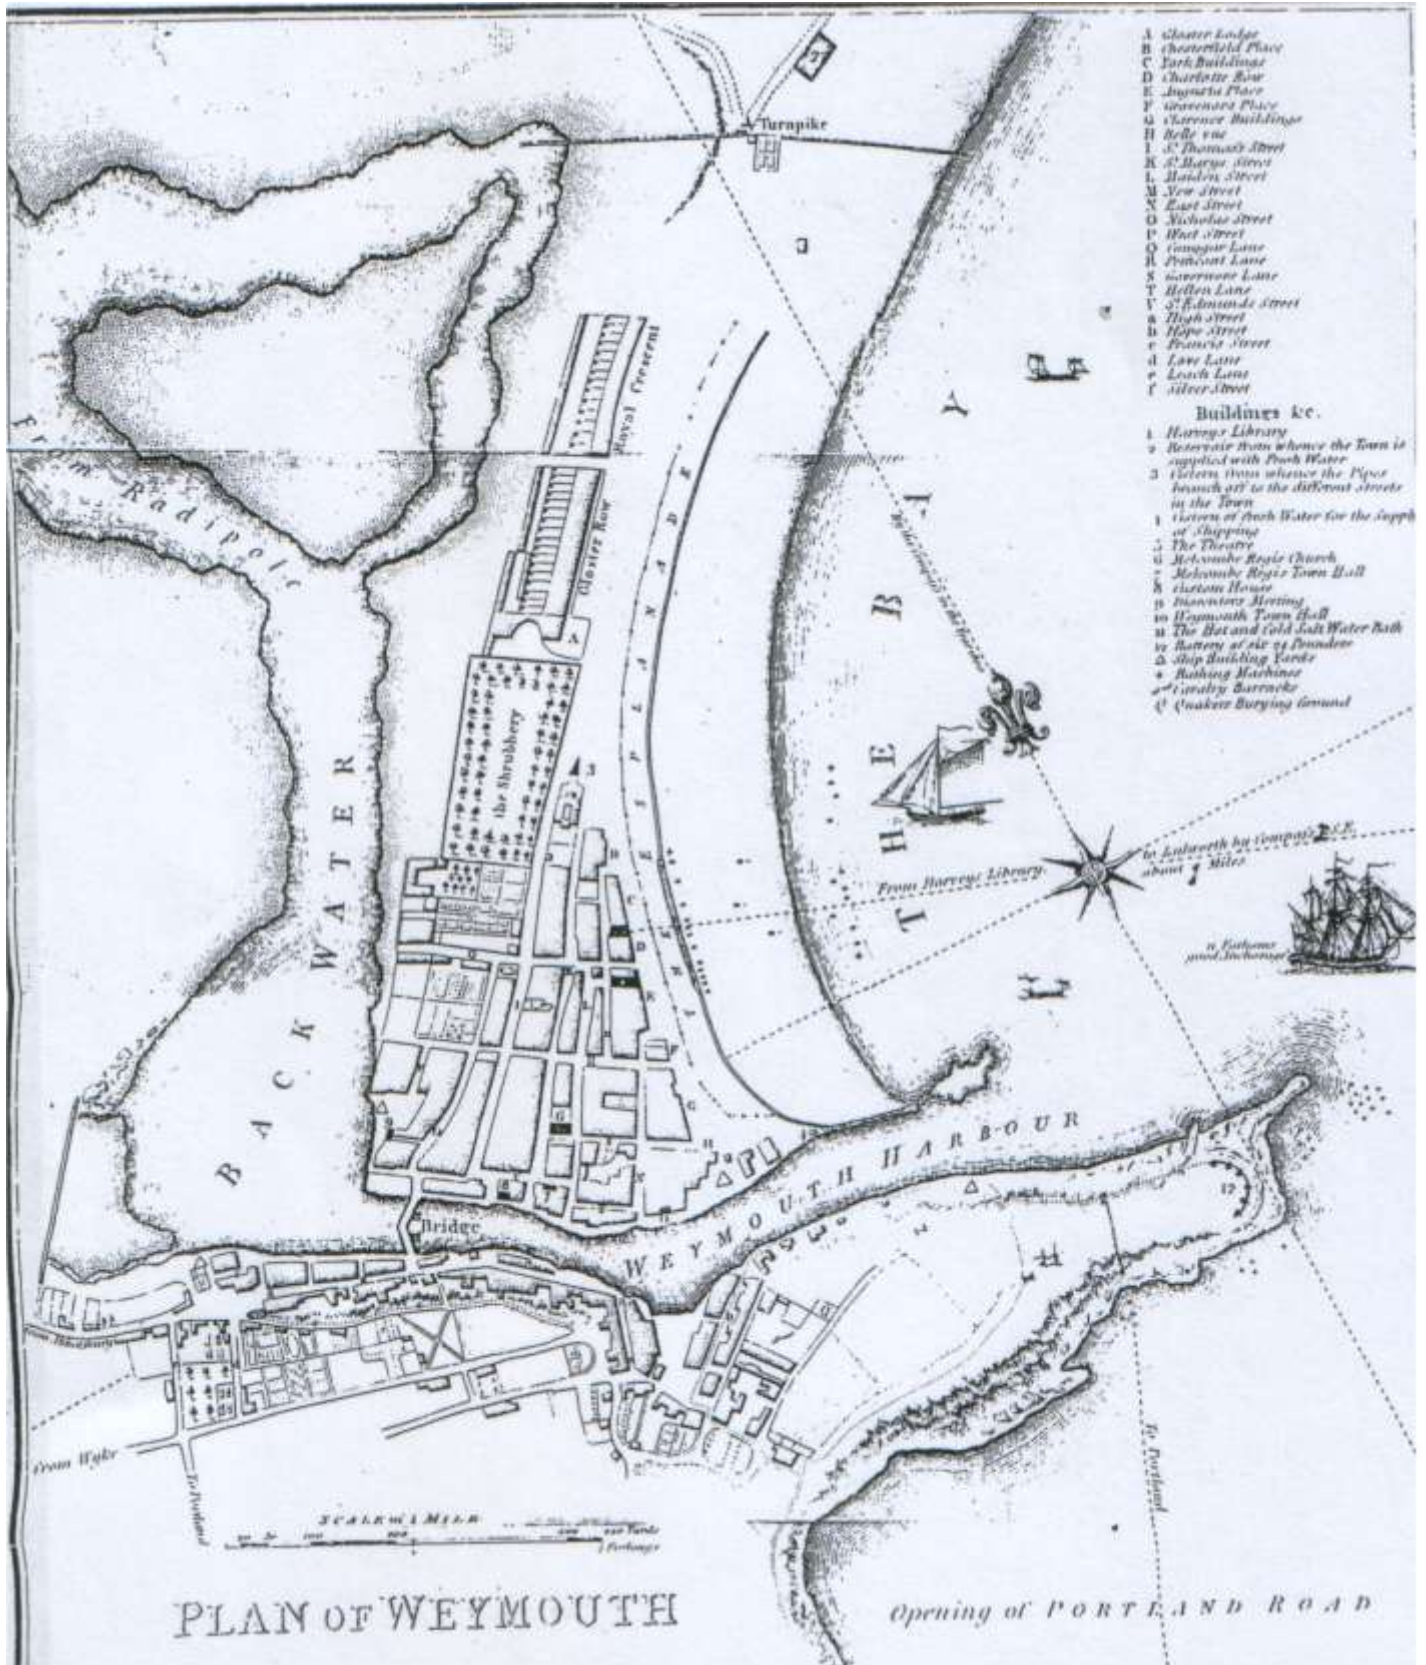 A Gloster Lodge
B Chesterfield Place
C York Buildings
D Charlotte Row
E Augusta Place
F Gravenors Place
G Clarence Buildings
H Belle vue
I St Thomas's Street
K St Marys Street
L Maiden Street
M New Street
N East Street
O Nicholas Street
P West Street
Q Conygar Lane
R Petticoat Lane
S Governors Lane
T Hellen Lane
V St Edmunds Street
a High Street
b Hope Street
c Francis Street
d Love Lane
e Leach Lane
f Silver Street
Buildings &c.
1 Harveys Library
2 Reservoir from whence the Town is
supplied with Fresh Water
3 Cistern from whence the Pipes
branch off to the different Streets
in the Town
Cistern of Fresh Water for the Supply
of Shipping
5 The Theatre
6 Melcombe Regis Church
Melcombe Regis Town Hall
8 Custom House
Dissenters Meeting
10 Weymouth Town Hall
11 The Hot and Cold Salt Water Bath
12 Battery of six 24 Pounders
△ Ship Building Yards
Bathing Machines
Cavalry Barracks
Quakers Burying Ground
Turnpike
Royal Crescent
Gloster Row
A
ESPLANADE
THE BAY
From Radipole
BACK WATER
the Shrubbery
3
From Harveys Library.
to Lulworth by Compass E.S.E.
about Miles
Fathoms
good Anchorage
WEYMOUTH HARBOUR
Bridge
12
From Wyke
To Portland
To Portland
SCALE of 1 MILE
Yards
Furlongs
PLAN OF WEYMOUTH
Opening of PORTLAND ROAD